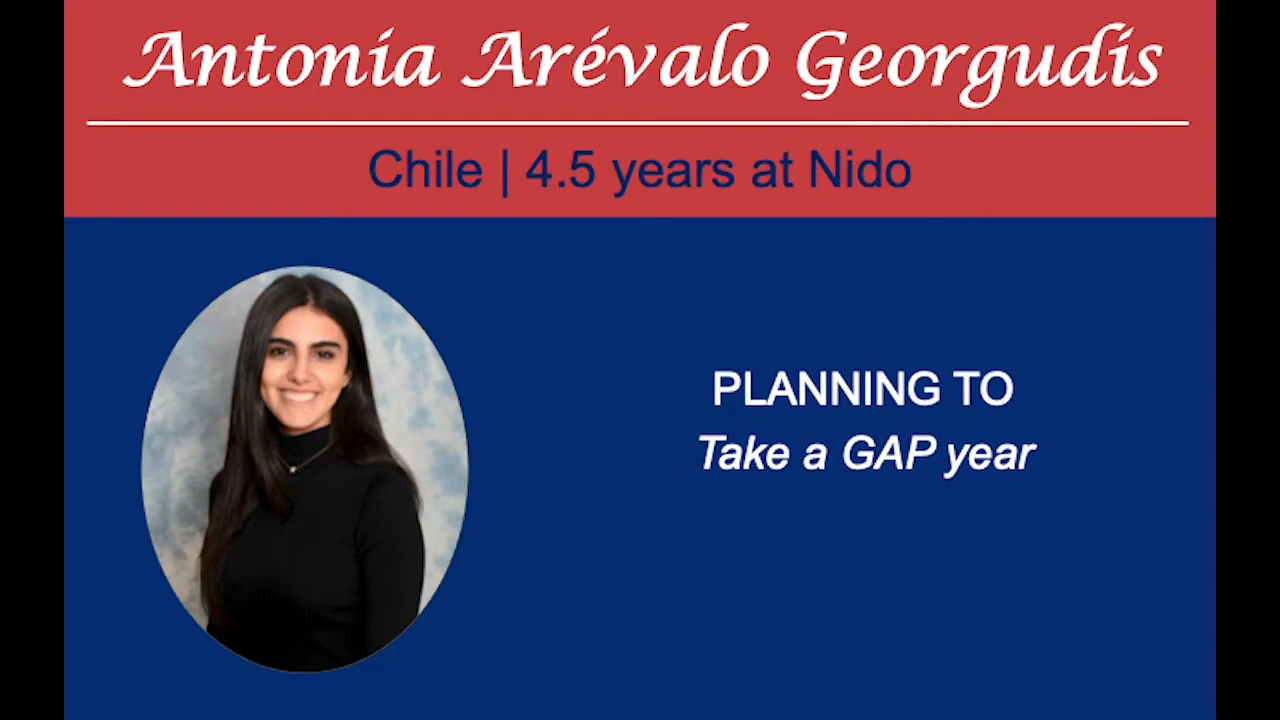 Antonia Arévalo Georgudis
Chile | 4.5 years at Nido
PLANNING TO
Take a GAP year